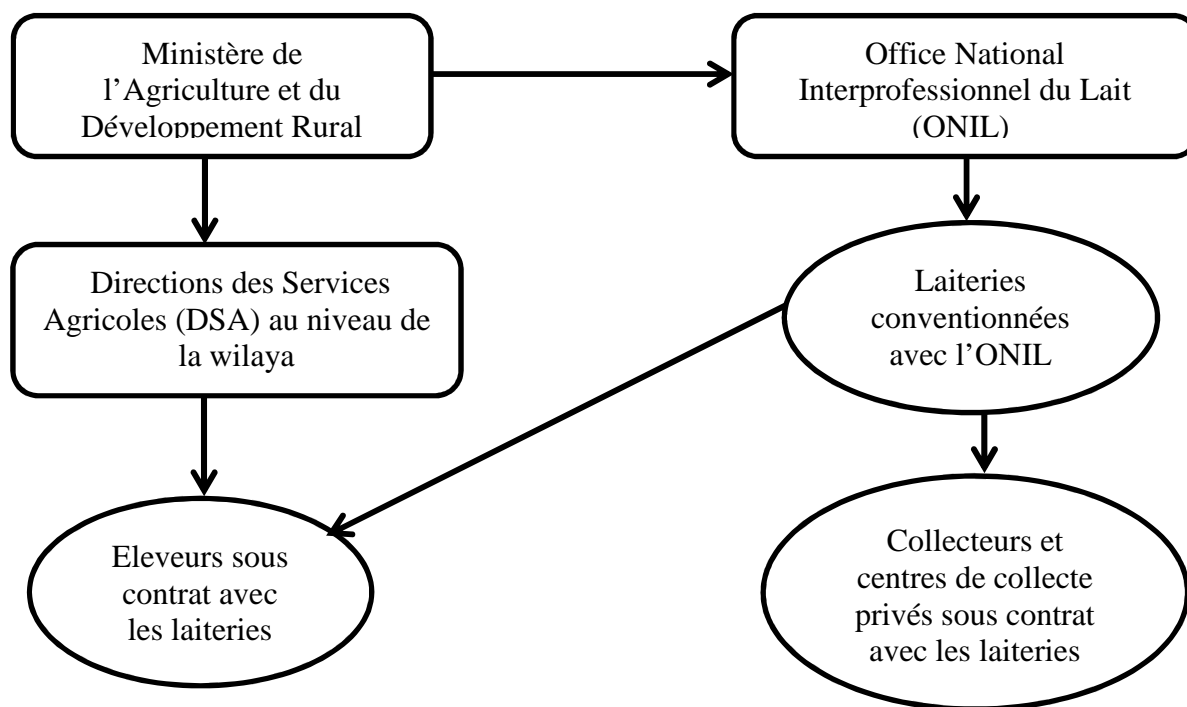 Ministère de
l'Agriculture et du
Développement Rural
Office National
Interprofessionnel du Lait
(ONIL)
Directions des Services
Agricoles (DSA) au niveau de
la wilaya
Laiteries
conventionnées
avec l'ONIL
Eleveurs sous
contrat avec
les laiteries
Collecteurs et
centres de collecte
privés sous contrat
avec les laiteries